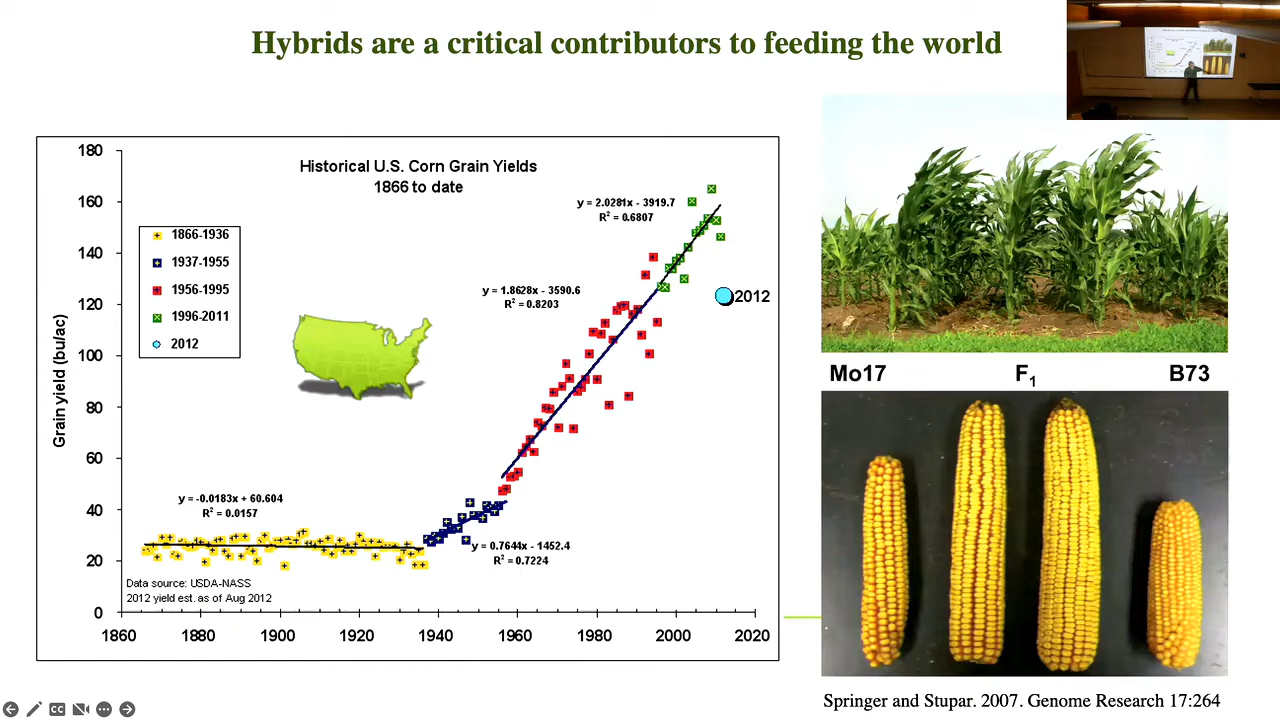 Hybrids are a critical contributors to feeding the world
Historical U.S. Corn Grain Yields
1866 to date
Grain yield (bu/ac)
180
160
140
120
100
80
60
40
20
0
1860
1880
1900
1920
1940
1960
1980
2000
2020
1866-1936
1937-1955
1956-1995
1996-2011
2012
y = 2.0281x - 3919.7
R² = 0.6807
y = 1.8628x - 3590.6
R² = 0.8203
2012
y = -0.0183x + 60.604
R² = 0.0157
y = 0.7644x - 1452.4
R² = 0.7224
Data source: USDA-NASS
2012 yield est. as of Aug 2012
Mo17 F₁ B73
Springer and Stupar. 2007. Genome Research 17:264
CC